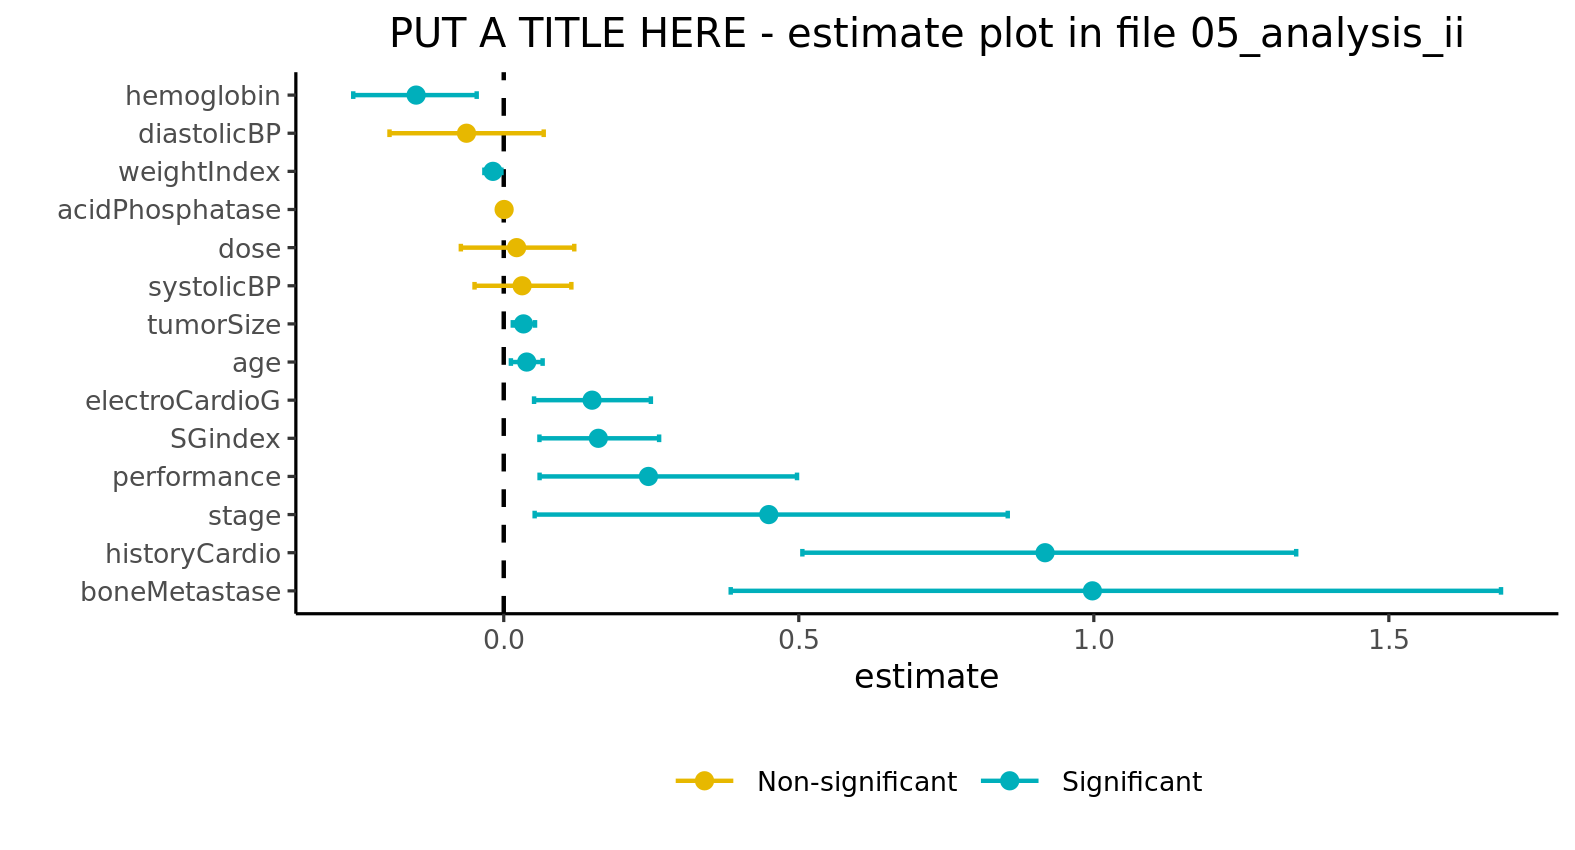 PUT A TITLE HERE - estimate plot in file 05_analysis_ii
hemoglobin
diastolicBP
weightIndex
acidPhosphatase
dose
systolicBP
tumorSize
age
electroCardioG
SGindex
performance
stage
historyCardio
boneMetastase
0.0 0.5 1.0 1.5
estimate
Non-significant Significant